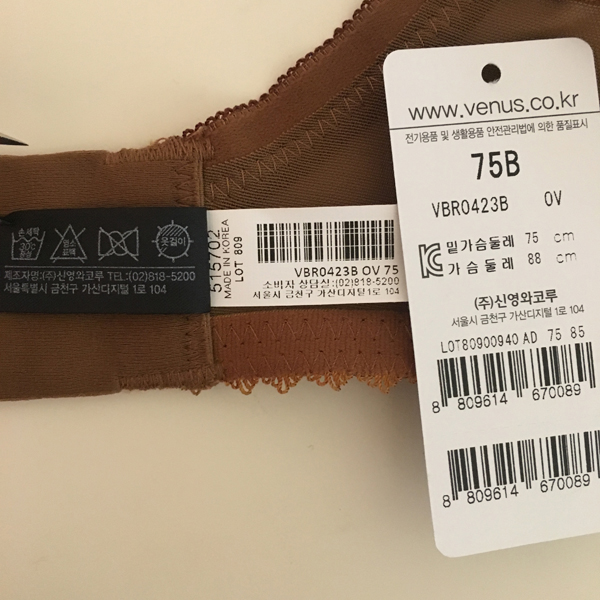 www.venus.co.kr
전기용품 및 생활용품 안전관리법에 의한 품질표시
75B
VBR0423B OV
밑가슴둘레 75 cm
가슴둘레 88 cm
(주)신영와코루
서울시 금천구 가산디지털 1로 104
LOT80900940 AD 75 85
8 809614 670089
8 809614 670089
손세탁
30℃
중성
염소
표백
옷걸이
제조자명:(주)신영와코루 TEL:(02)818-5200
서울특별시 금천구 가산디지털 1로 104
5115702
MADE IN KOREA
LOT 809
VBR0423B OV 75
소비자 상담실:(02)818-5200
서울시 금천구 가산디지털 1로 104